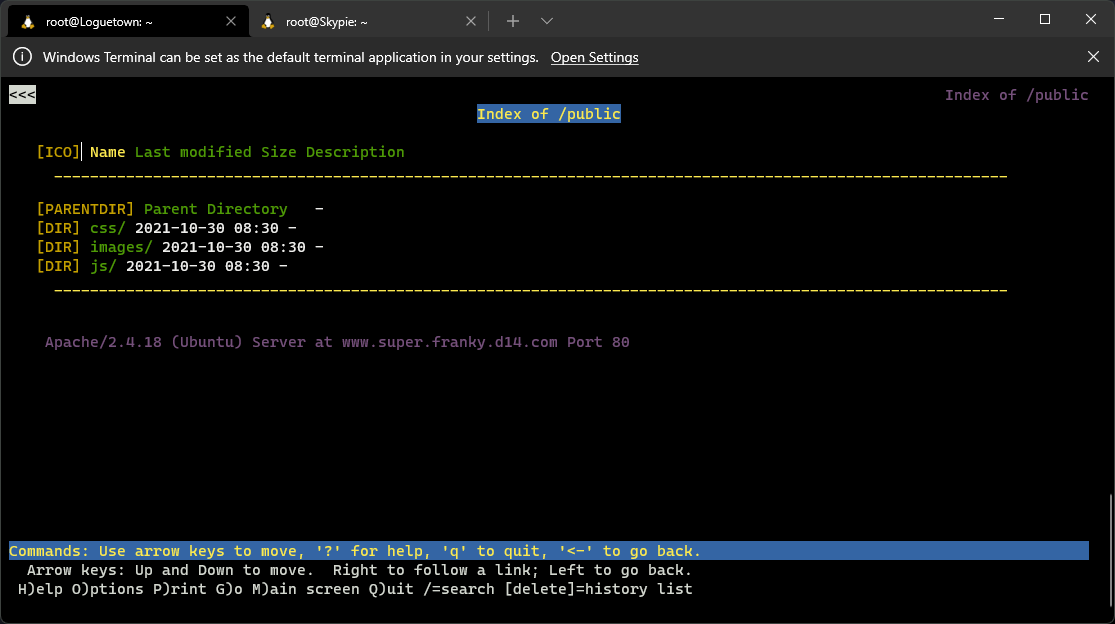 root@Loguetown: ~ root@Skypie: ~
Windows Terminal can be set as the default terminal application in your settings. Open Settings
<<< Index of /public
Index of /public
[ICO] Name Last modified Size Description
[PARENTDIR] Parent Directory -
[DIR] css/ 2021-10-30 08:30 -
[DIR] images/ 2021-10-30 08:30 -
[DIR] js/ 2021-10-30 08:30 -
Apache/2.4.18 (Ubuntu) Server at www.super.franky.d14.com Port 80
Commands: Use arrow keys to move, '?' for help, 'q' to quit, '<-' to go back.
Arrow keys: Up and Down to move. Right to follow a link; Left to go back.
H)elp O)ptions P)rint G)o M)ain screen Q)uit /=search [delete]=history list